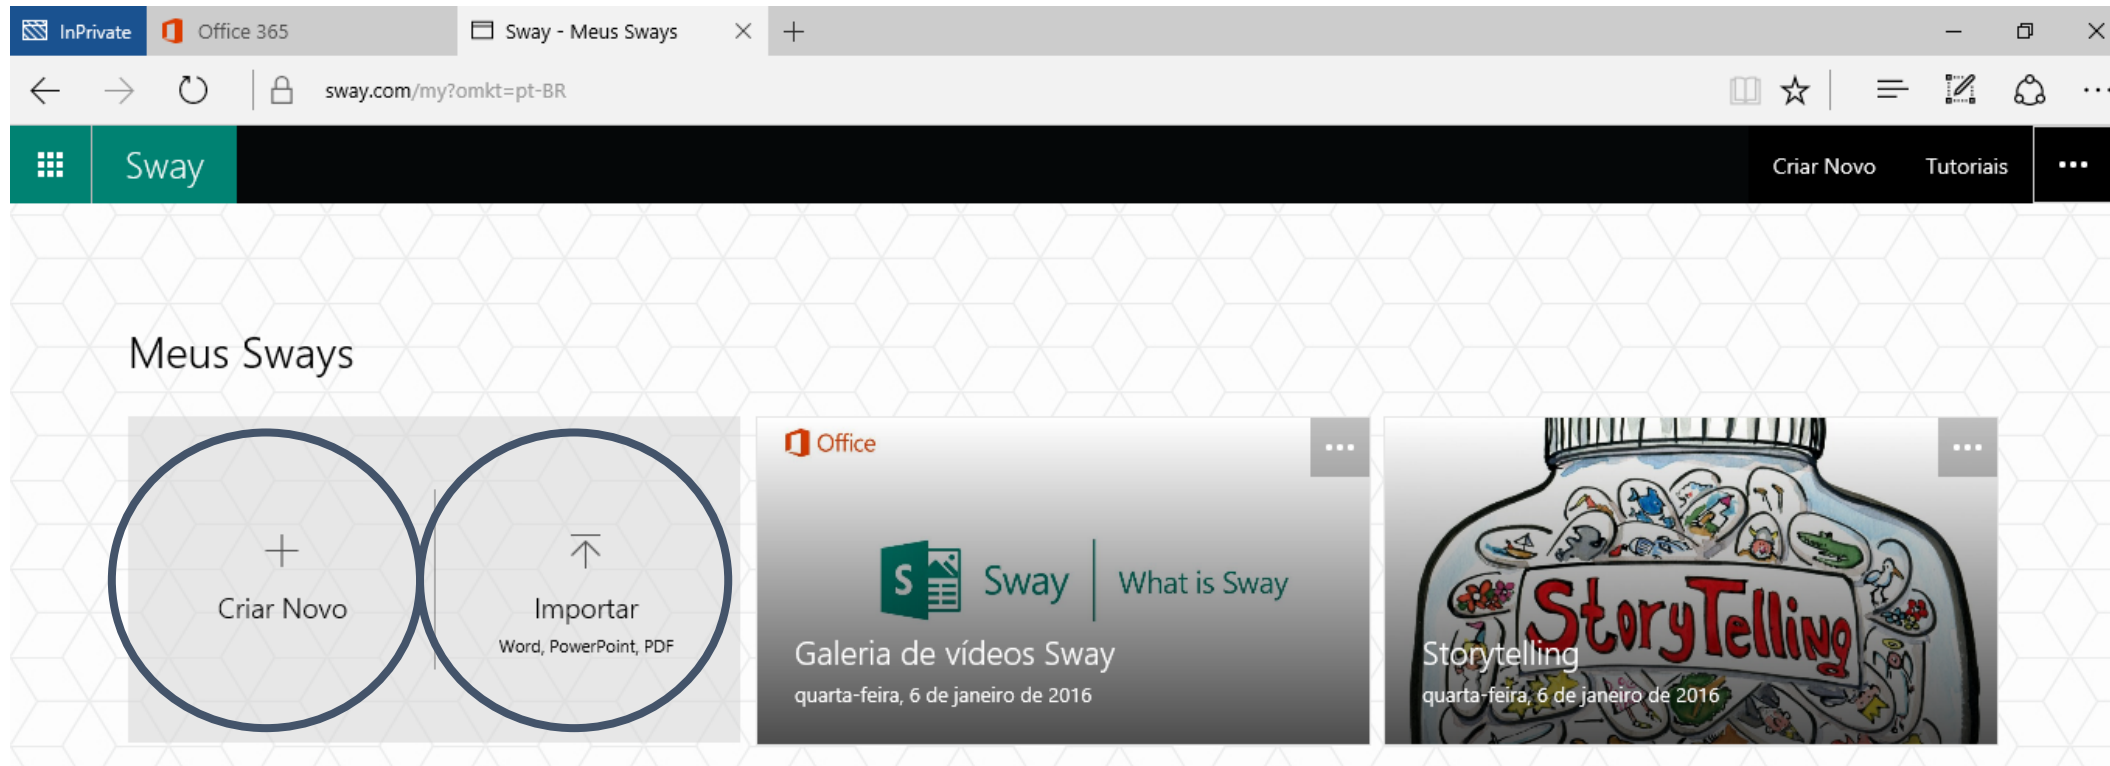 InPrivate
Office 365
Sway - Meus Sways
sway.com/my?omkt=pt-BR
Sway
Criar Novo
Tutoriais
Meus Sways
Criar Novo
Importar
Word, PowerPoint, PDF
Office
S
Sway
What is Sway
Galeria de vídeos Sway
quarta-feira, 6 de janeiro de 2016
StoryTelling
Storytelling
quarta-feira, 6 de janeiro de 2016